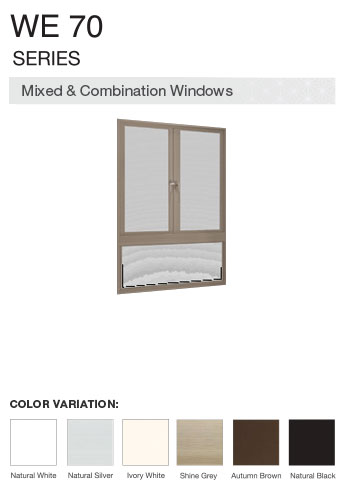 WE 70
SERIES
Mixed & Combination Windows
COLOR VARIATION:
Natural White Natural Silver Ivory White Shine Grey Autumn Brown Natural Black